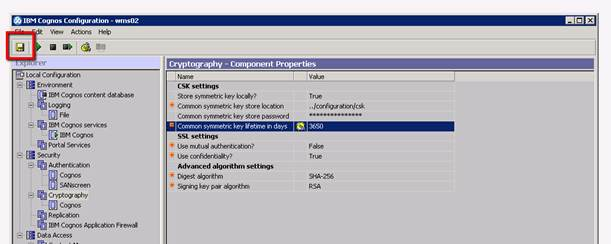 IBM Cognos Configuration - wms02
File Edit View Actions Help
Explorer
Local Configuration
Environment
IBM Cognos content database
Logging
File
IBM Cognos services
IBM Cognos
Portal Services
Security
Authentication
Cognos
SANscreen
Cryptography
Cognos
Replication
IBM Cognos Application Firewall
Data Access
Cryptography - Component Properties
Name Value
CSK settings
Store symmetric key locally? True
Common symmetric key store location ../configuration/csk
Common symmetric key store password ***************
Common symmetric key lifetime in days 3650
SSL settings
Use mutual authentication? False
Use confidentiality? True
Advanced algorithm settings
Digest algorithm SHA-256
Signing key pair algorithm RSA